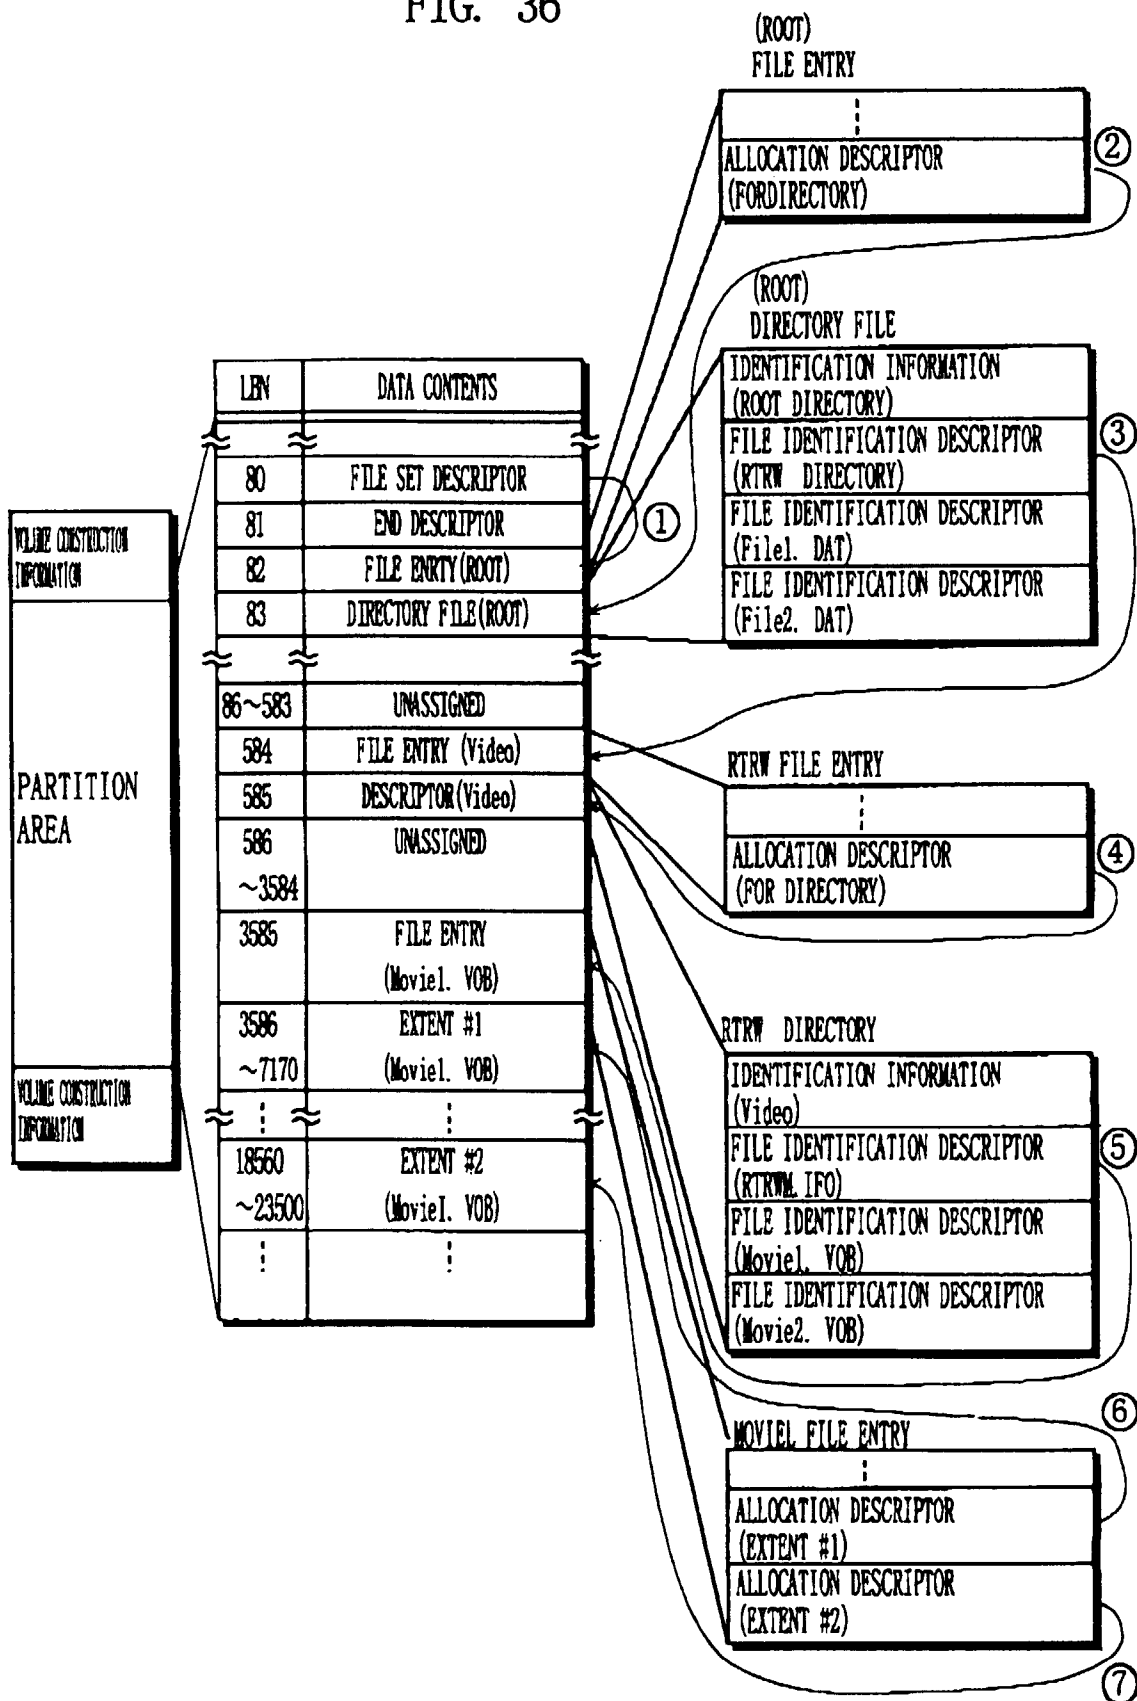 FIG. 36
(ROOT)
FILE ENTRY
ALLOCATION DESCRIPTOR
(FORDIRECTORY)
②
(ROOT)
DIRECTORY FILE
IDENTIFICATION INFORMATION
(ROOT DIRECTORY)
FILE IDENTIFICATION DESCRIPTOR
(RTRW DIRECTORY)
FILE IDENTIFICATION DESCRIPTOR
(File1. DAT)
FILE IDENTIFICATION DESCRIPTOR
(File2. DAT)
③
VOLUME CONSTRUCTION
INFORMATION
PARTITION
AREA
VOLUME CONSTRUCTION
INFORMATION
LBN DATA CONTENTS
80 FILE SET DESCRIPTOR
81 END DESCRIPTOR
82 FILE ENRTY(ROOT)
83 DIRECTORY FILE(ROOT)
86~583 UNASSIGNED
584 FILE ENTRY (Video)
585 DESCRIPTOR(Video)
586 UNASSIGNED
~3584
3585 FILE ENTRY
(Movie1. VOB)
3586 EXTENT #1
~7170 (Movie1. VOB)
18560 EXTENT #2
~23500 (MovieI. VOB)
①
RTRW FILE ENTRY
ALLOCATION DESCRIPTOR
(FOR DIRECTORY)
④
RTRW DIRECTORY
IDENTIFICATION INFORMATION
(Video)
FILE IDENTIFICATION DESCRIPTOR
(RTRWM. IFO)
FILE IDENTIFICATION DESCRIPTOR
(Movie1. VOB)
FILE IDENTIFICATION DESCRIPTOR
(Movie2. VOB)
⑤
⑥
MOVIEL FILE ENTRY
ALLOCATION DESCRIPTOR
(EXTENT #1)
ALLOCATION DESCRIPTOR
(EXTENT #2)
⑦